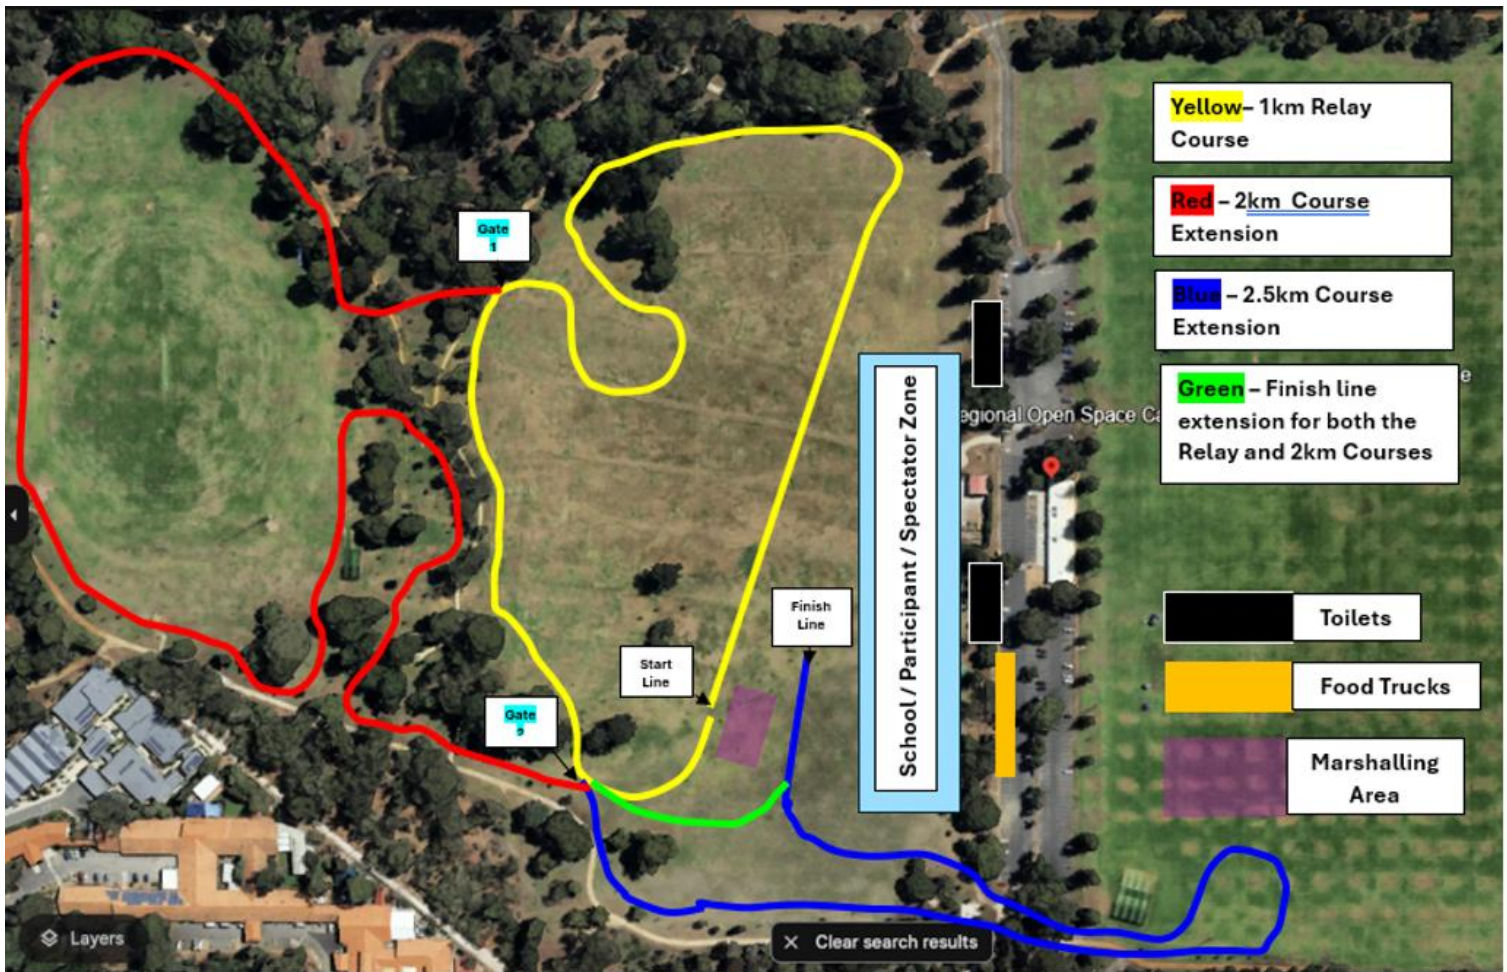 Yellow– 1km Relay
Course
Red – 2km Course
Extension
Blue – 2.5km Course
Extension
Green – Finish line
extension for both the
Relay and 2km Courses
Gate
1
egional Open Space Ca
e
School / Participant / Spectator Zone
Finish
Line
Start
Line
Gate
2
Toilets
Food Trucks
Marshalling
Area
Layers
Clear search results